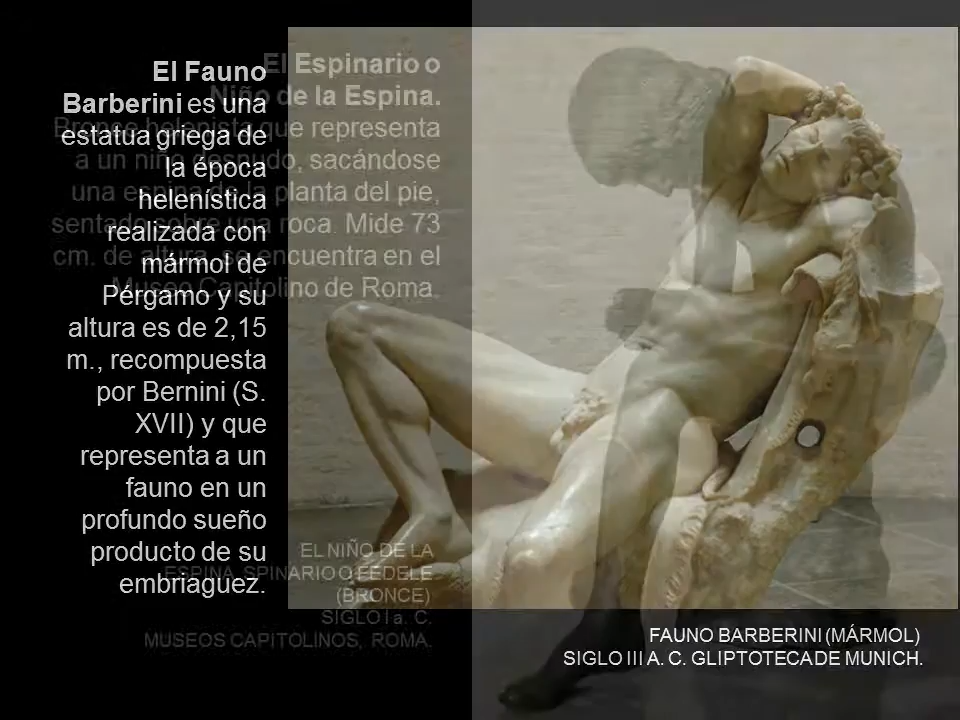 El Fauno
Barberini es una
estatua griega de
la época
helenística
realizada con
mármol de
Pérgamo y su
altura es de 2,15
m., recompuesta
por Bernini (S.
XVII) y que
representa a un
fauno en un
profundo sueño
producto de su
embriaguez.
El Espinario o
Niño de la Espina.
Bronce helenista que representa
a un niño desnudo, sacándose
una espina de la planta del pie,
sentado sobre una roca. Mide 73
cm. de altura, se encuentra en el
Museo Capitolino de Roma.
EL NIÑO DE LA
ESPINA, SPINARIO O FEDELE
(BRONCE)
SIGLO I a. C.
MUSEOS CAPITOLINOS, ROMA.
FAUNO BARBERINI (MÁRMOL)
SIGLO III A. C. GLIPTOTECA DE MUNICH.